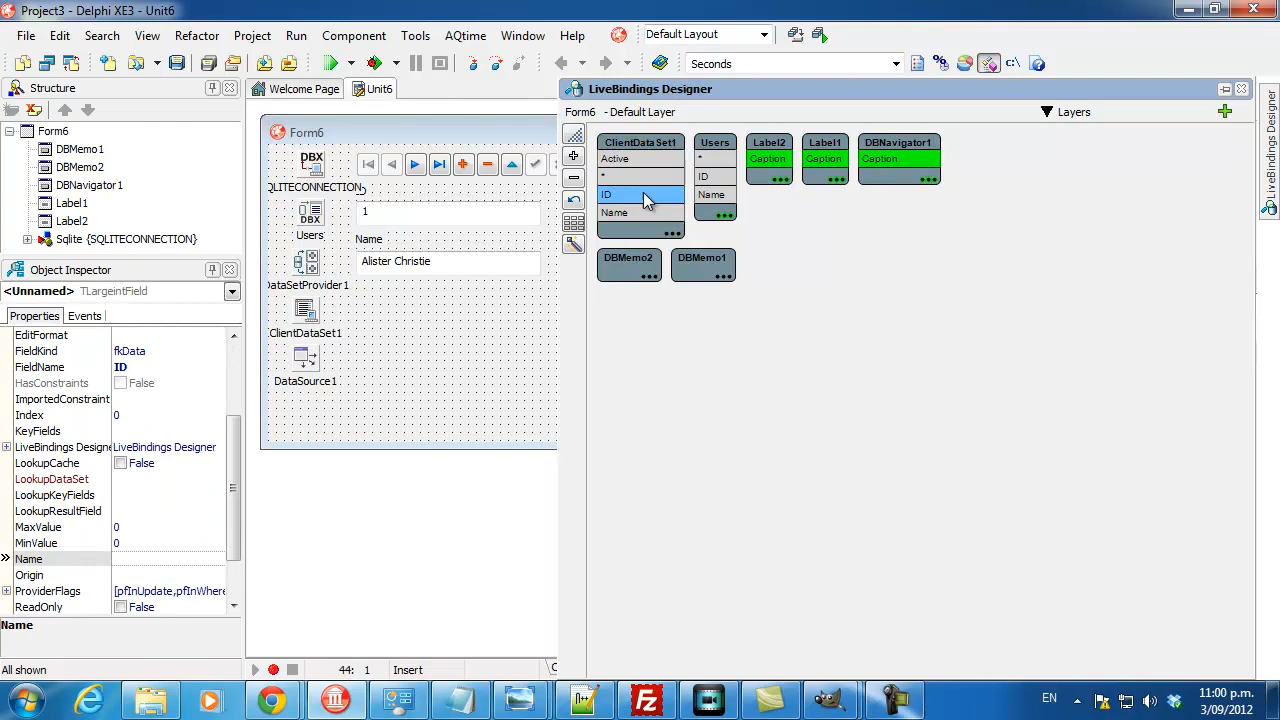 Project3 - Delphi XE3 - Unit6
File Edit Search View Refactor Project Run Component Tools AQtime Window Help Default Layout
Seconds
Structure
Form6
DBMemo1
DBMemo2
DBNavigator1
Label1
Label2
Sqlite {SQLITECONNECTION}
Object Inspector
<Unnamed> TLargeintField
Properties Events
EditFormat
FieldKind fkData
FieldName ID
HasConstraints False
ImportedConstraint
Index 0
KeyFields
LiveBindings Designe LiveBindings Designer
LookupCache False
LookupDataSet
LookupKeyFields
LookupResultField
MaxValue 0
MinValue 0
Name
Origin
ProviderFlags [pfInUpdate,pfInWhere
ReadOnly False
Name
All shown
Welcome Page Unit6
Form6
DBX
SQLITECONNECTION
1
DBX
Users
Name
Alister Christie
DataSetProvider1
ClientDataSet1
DataSource1
44: 1 Insert
LiveBindings Designer
Form6 - Default Layer Layers
ClientDataSet1
Active
*
ID
Name
Users
*
ID
Name
Label2
Caption
Label1
Caption
DBNavigator1
Caption
DBMemo2
DBMemo1
LiveBindings Designer
EN
11:00 p.m.
3/09/2012